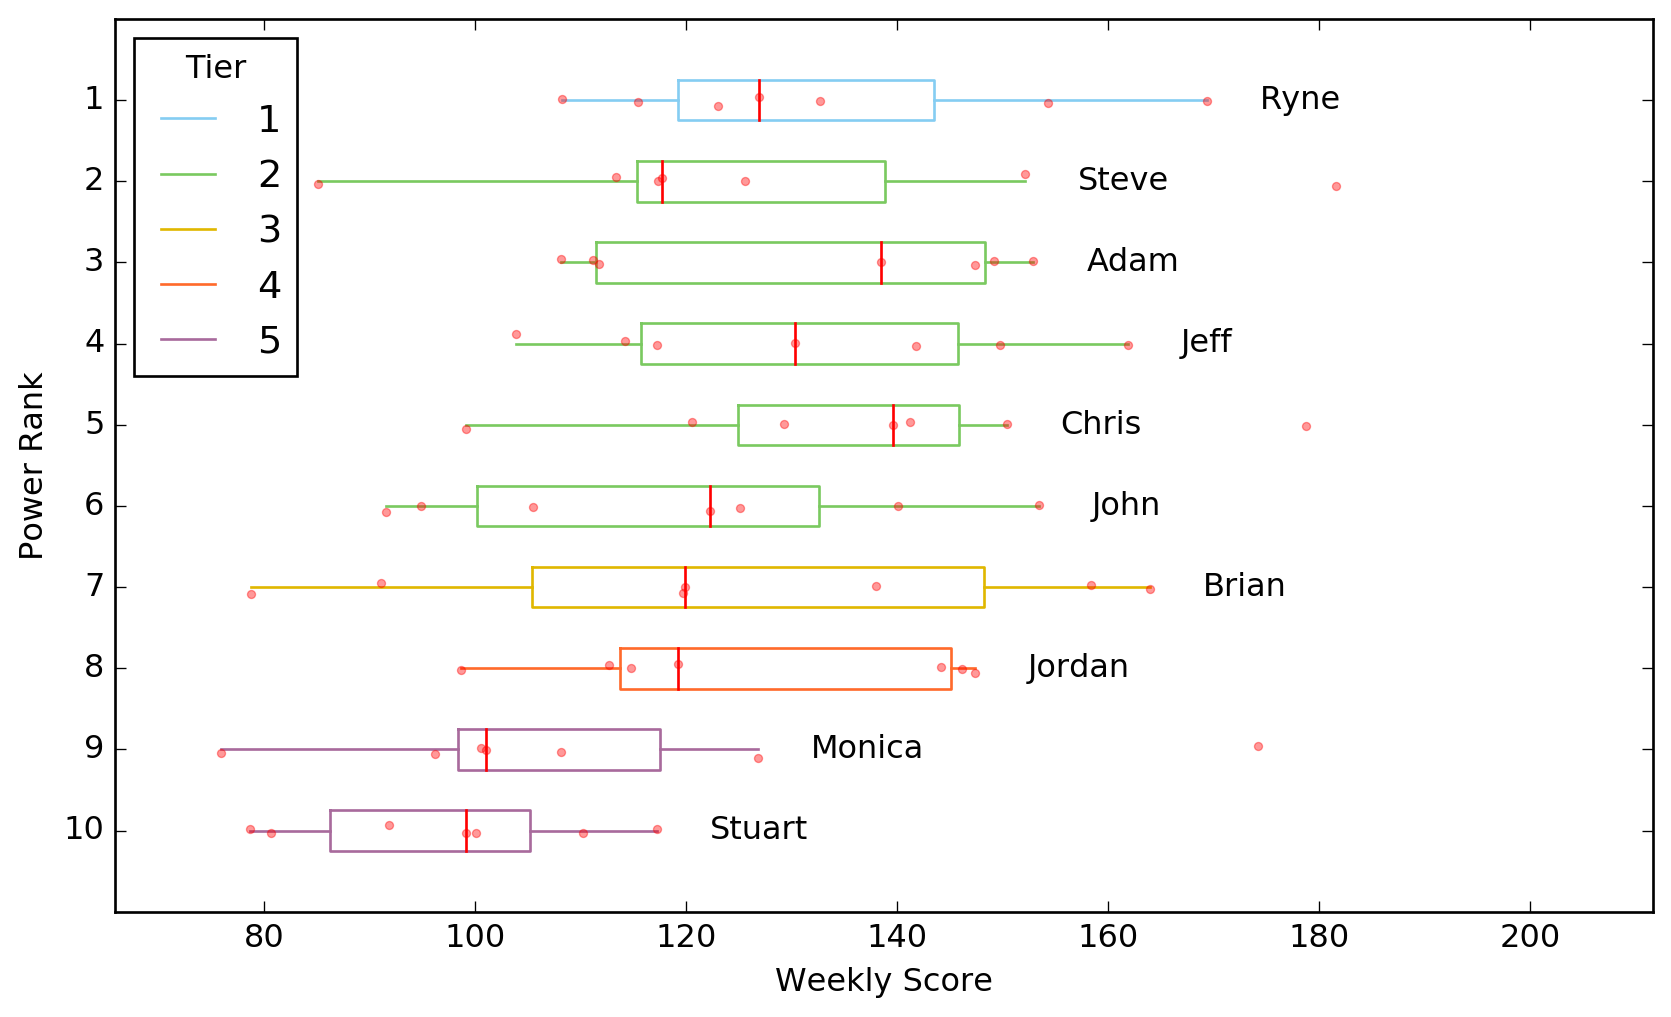 Tier
1
2
3
4
5
Power Rank
1 Ryne
2 Steve
3 Adam
4 Jeff
5 Chris
6 John
7 Brian
8 Jordan
9 Monica
10 Stuart
80 100 120 140 160 180 200
Weekly Score